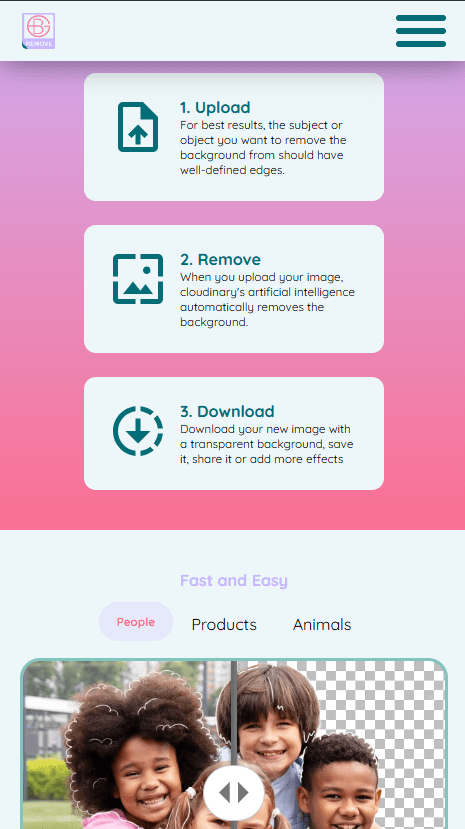 REMOVE
1. Upload
For best results, the subject or
object you want to remove the
background from should have
well-defined edges.
2. Remove
When you upload your image,
cloudinary's artificial intelligence
automatically removes the
background.
3. Download
Download your new image with
a transparent background, save
it, share it or add more effects
Fast and Easy
People Products Animals